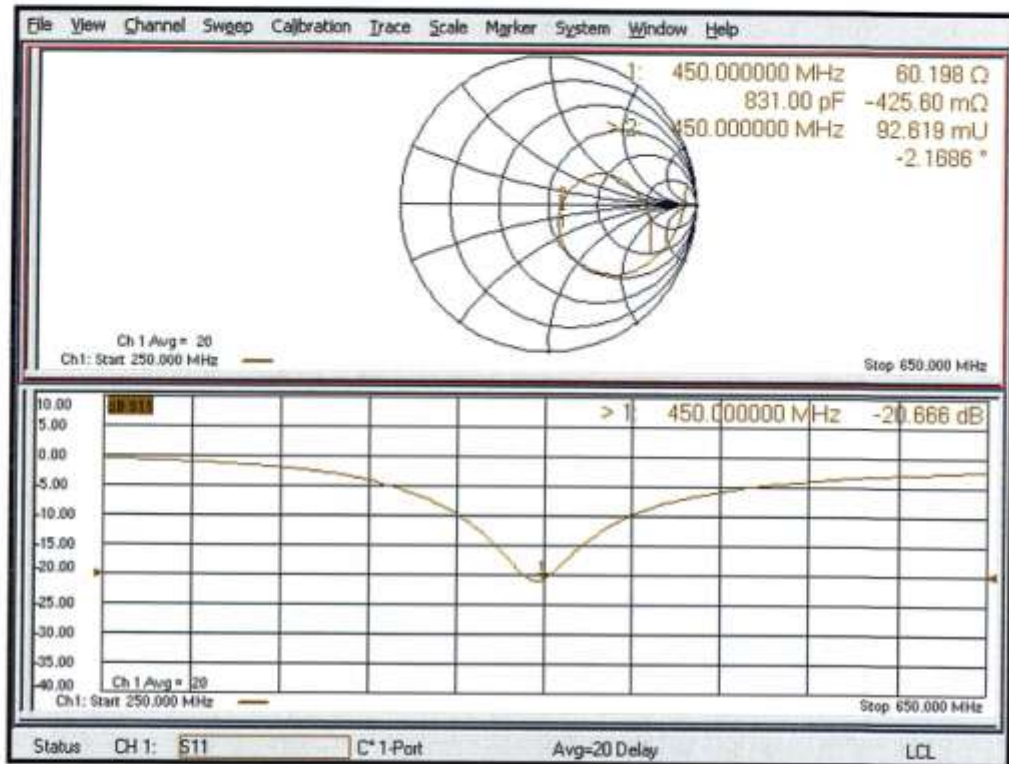 File View Channel Sweep Calibration Trace Scale Marker System Window Help
1: 450.000000 MHz 60.198 Ω
831.00 pF -425.60 mΩ
> 2: 450.000000 MHz 92.619 mU
-2.1686 °
Ch 1 Avg = 20
Ch1: Start 250.000 MHz
Stop 650.000 MHz
10.00
dB S11
> 1: 450.000000 MHz -20.666 dB
5.00
0.00
-5.00
-10.00
-15.00
-20.00
1
-25.00
-30.00
-35.00
-40.00
Ch 1 Avg = 20
Ch1: Start 250.000 MHz
Stop 650.000 MHz
Status CH 1: S11 C* 1-Port Avg=20 Delay LCL